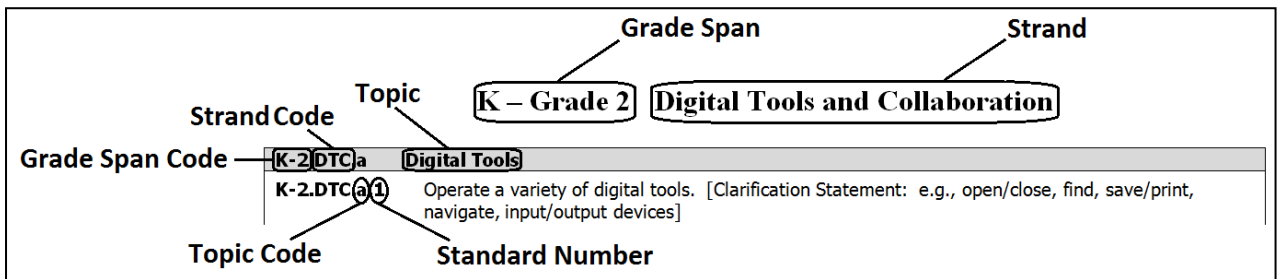 Grade Span Strand
K – Grade 2 Digital Tools and Collaboration
Topic
Strand Code
Grade Span Code K-2.DTC.a Digital Tools
K-2.DTC.a.1 Operate a variety of digital tools. [Clarification Statement: e.g., open/close, find, save/print,
navigate, input/output devices]
Topic Code Standard Number